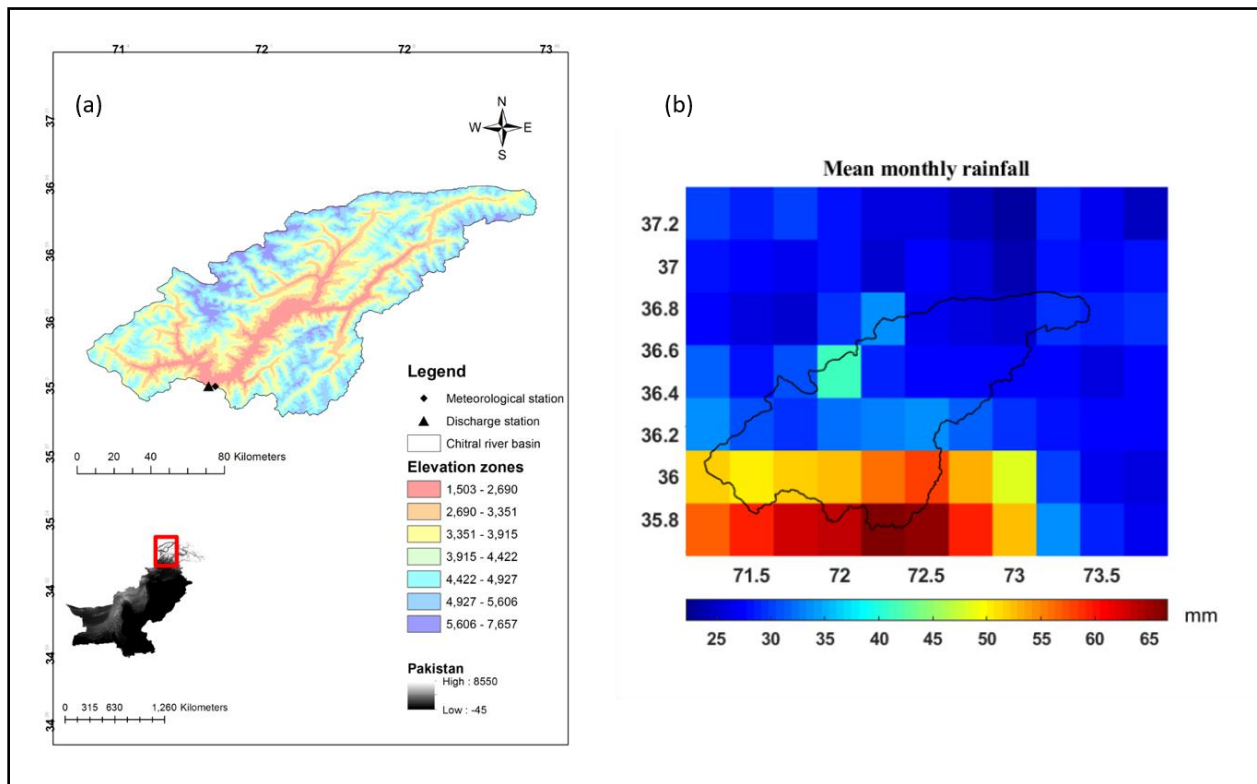 71 72 72 73
(a)
N
W E
S
37
36
36
36
35
35
35
34
34
34
Legend
Meteorological station
Discharge station
Chitral river basin
0 20 40 80 Kilometers
Elevation zones
1,503 - 2,690
2,690 - 3,351
3,351 - 3,915
3,915 - 4,422
4,422 - 4,927
4,927 - 5,606
5,606 - 7,657
Pakistan
High : 8550
Low : -45
0 315 630 1,260 Kilometers
(b)
Mean monthly rainfall
37.2
37
36.8
36.6
36.4
36.2
36
35.8
71.5 72 72.5 73 73.5
25 30 35 40 45 50 55 60 65 mm